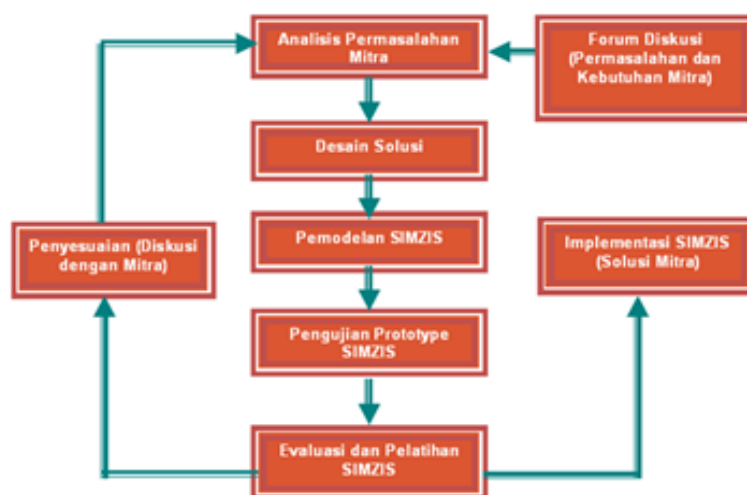 Analisis Permasalahan
Mitra
Forum Diskusi
(Permasalahan dan
Kebutuhan Mitra)
Desain Solusi
Penyesuaian (Diskusi
dengan Mitra)
Pemodelan SIMZIS
Implementasi SIMZIS
(Solusi Mitra)
Pengujian Prototype
SIMZIS
Evaluasi dan Pelatihan
SIMZIS